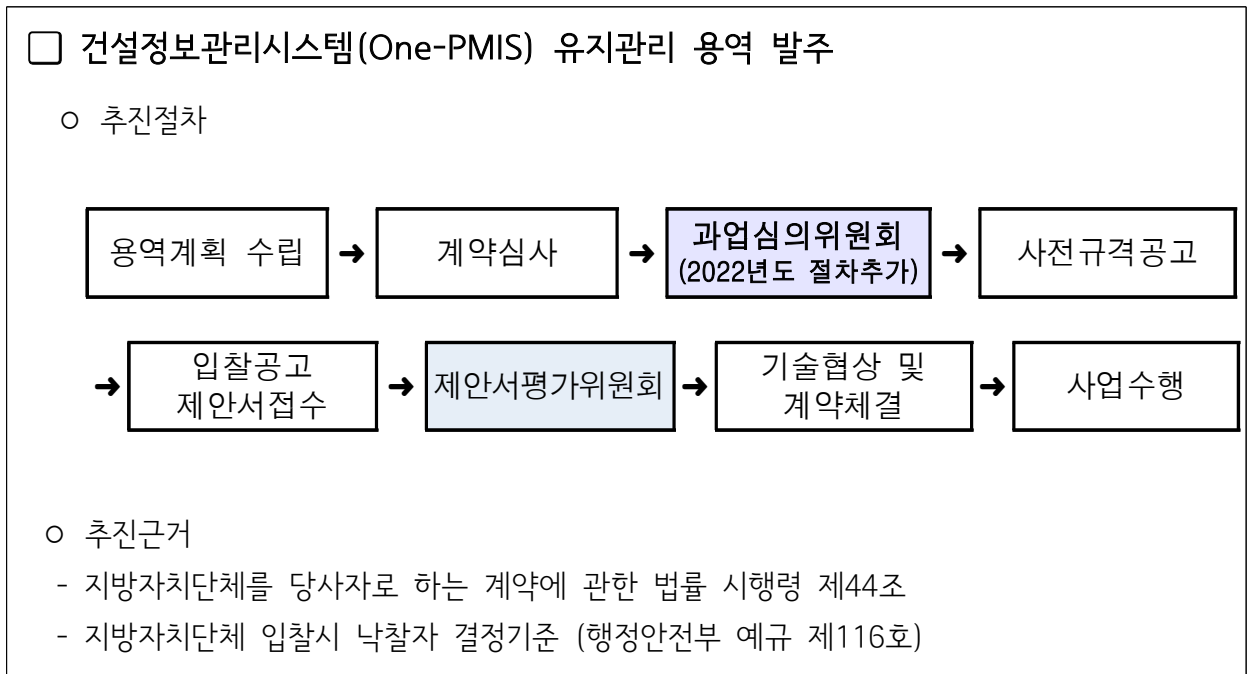 □ 건설정보관리시스템(One-PMIS) 유지관리 용역 발주
○ 추진절차
용역계획 수립 ➜ 계약심사 ➜ 과업심의위원회 ➜ 사전규격공고
(2022년도 절차추가)
➜ 입찰공고 ➜ 제안서평가위원회 ➜ 기술협상 및 ➜ 사업수행
제안서접수 계약체결
○ 추진근거
- 지방자치단체를 당사자로 하는 계약에 관한 법률 시행령 제44조
- 지방자치단체 입찰시 낙찰자 결정기준 (행정안전부 예규 제116호)